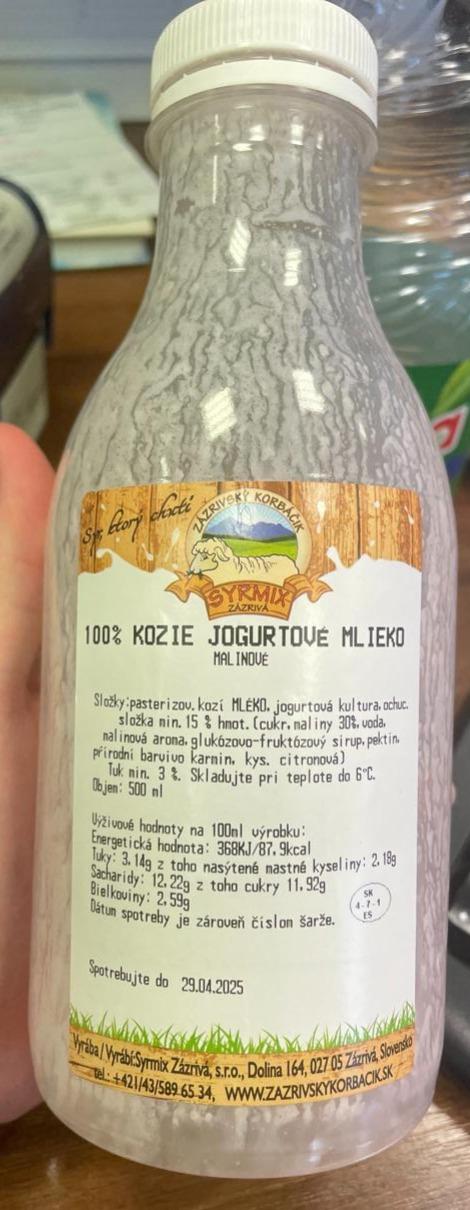 Syr, ktorý chutí
ZÁZRIVSKÝ KORBÁČIK
SYRMIX
ZÁZRIVÁ
100% KOZIE JOGURTOVÉ MLIEKO
MALINOVÉ
Složky:pasterizov. kozí MLÉKO, jogurtová kultura, ochuc.
složka min. 15 % hmot. (cukr, maliny 30%, voda,
malinová aroma, glukózovo-fruktózový sirup, pektin,
přírodní barvivo karmín, kys. citronová)
Tuk min. 3 %. Skladujte pri teplote do 6°C.
Objem: 500 ml
Výživové hodnoty na 100ml výrobku:
Energetická hodnota: 368KJ/87,9kcal
Tuky: 3,14g z toho nasýtené mastné kyseliny: 2,18g
Sacharidy: 12,22g z toho cukry 11,92g
Bielkoviny: 2,59g
Dátum spotreby je zároveň číslom šarže.
SK
4-7-1
ES
Spotrebujte do 29.04.2025
Vyrába / Vyrábí:Syrmix Zázrivá, s.r.o., Dolina 164, 027 05 Zázrivá, Slovensko
tel.: +421/43/589 65 34, WWW.ZAZRIVSKYKORBACIK.SK